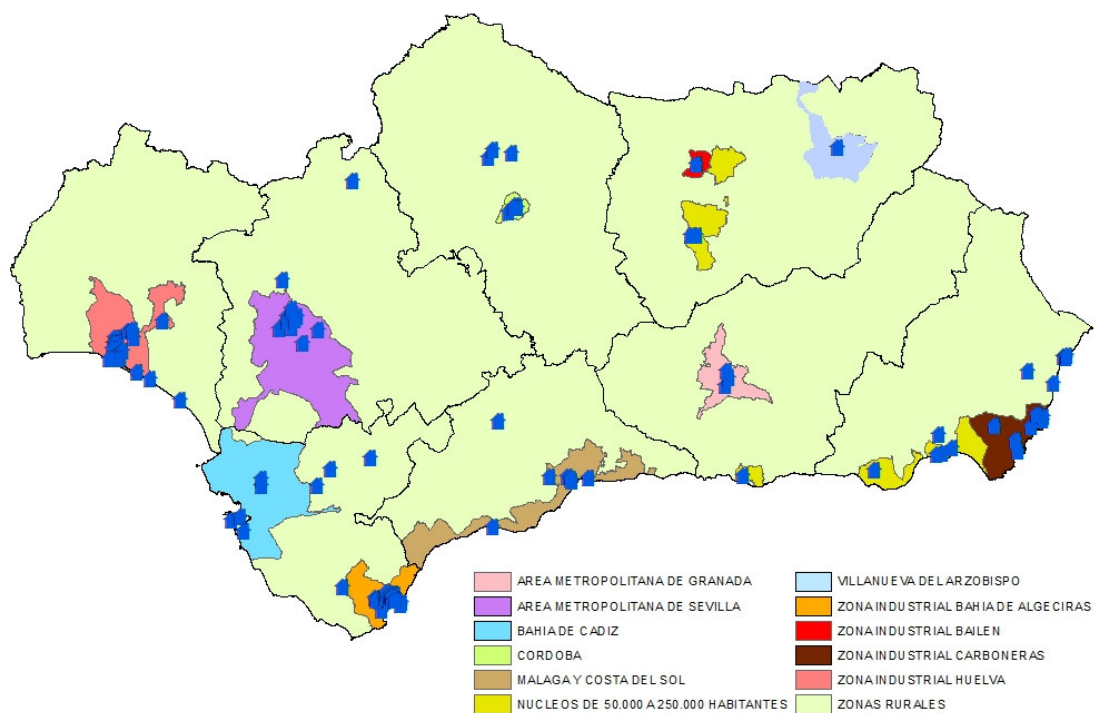 AREA METROPOLITANA DE GRANADA
AREA METROPOLITANA DE SEVILLA
BAHIA DE CADIZ
CORDOBA
MALAGA Y COSTA DEL SOL
NUCLEOS DE 50.000 A 250.000 HABITANTES
VILLANUEVA DEL ARZOBISPO
ZONA INDUSTRIAL BAHIA DE ALGECIRAS
ZONA INDUSTRIAL BAILEN
ZONA INDUSTRIAL CARBONERAS
ZONA INDUSTRIAL HUELVA
ZONAS RURALES